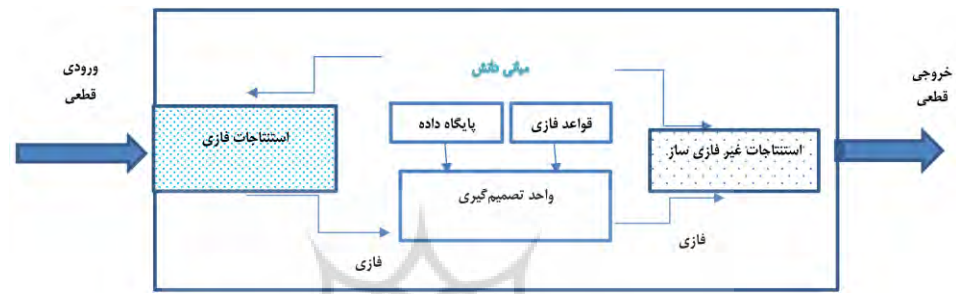 ورودی
قطعی
مبانی دانش
خروجی
قطعی
استنتاجات فازی
پایگاه داده
قواعد فازی
استنتاجات غیر فازی ساز
واحد تصمیم‌گیری
فازی
فازی